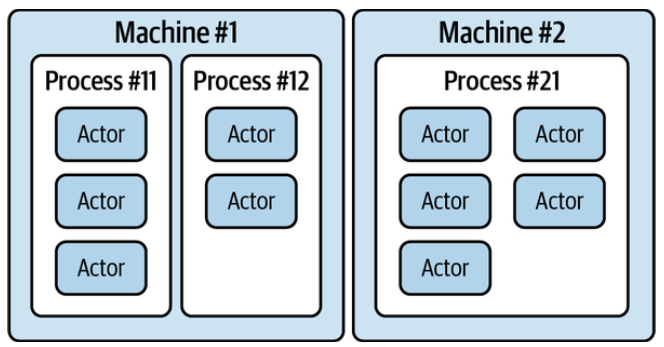 Machine #1
Process #11
Actor
Actor
Actor
Process #12
Actor
Actor
Machine #2
Process #21
Actor
Actor
Actor
Actor
Actor